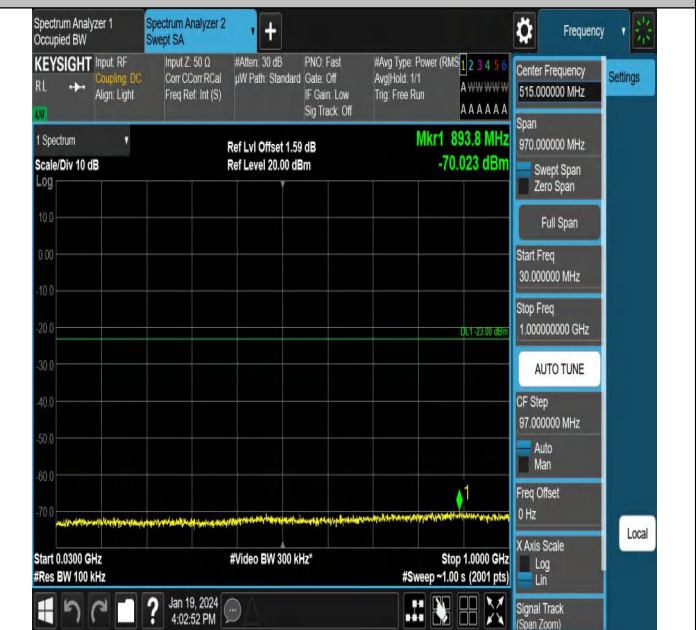 Spectrum Analyzer 1
Occupied BW
Spectrum Analyzer 2
Swept SA
+
Frequency
KEYSIGHT
RL
LXI
Input: RF
Coupling: DC
Align: Light
Input Z: 50 Ω
Corr CCorr RCal
Freq Ref: Int (S)
#Atten: 30 dB
µW Path: Standard
PNO: Fast
Gate: Off
IF Gain: Low
Sig Track: Off
#Avg Type: Power (RMS
Avg|Hold: 1/1
Trig: Free Run
1 2 3 4 5 6
A W W W W W
A A A A A A
Center Frequency
515.000000 MHz
Settings
Span
970.000000 MHz
Swept Span
Zero Span
Full Span
Start Freq
30.000000 MHz
Stop Freq
1.00000000 GHz
AUTO TUNE
CF Step
97.000000 MHz
Auto
Man
Freq Offset
0 Hz
X Axis Scale
Log
Lin
Signal Track
(Span Zoom)
Local
1 Spectrum
Scale/Div 10 dB
Log
Ref Lvl Offset 1.59 dB
Ref Level 20.00 dBm
Mkr1 893.8 MHz
-70.023 dBm
10.0
0.00
-10.0
-20.0
DL1 -23.00 dBm
-30.0
-40.0
-50.0
-60.0
-70.0
1
Start 0.0300 GHz
#Res BW 100 kHz
#Video BW 300 kHz*
Stop 1.0000 GHz
#Sweep ~1.00 s (2001 pts)
?
Jan 19, 2024
4:02:52 PM